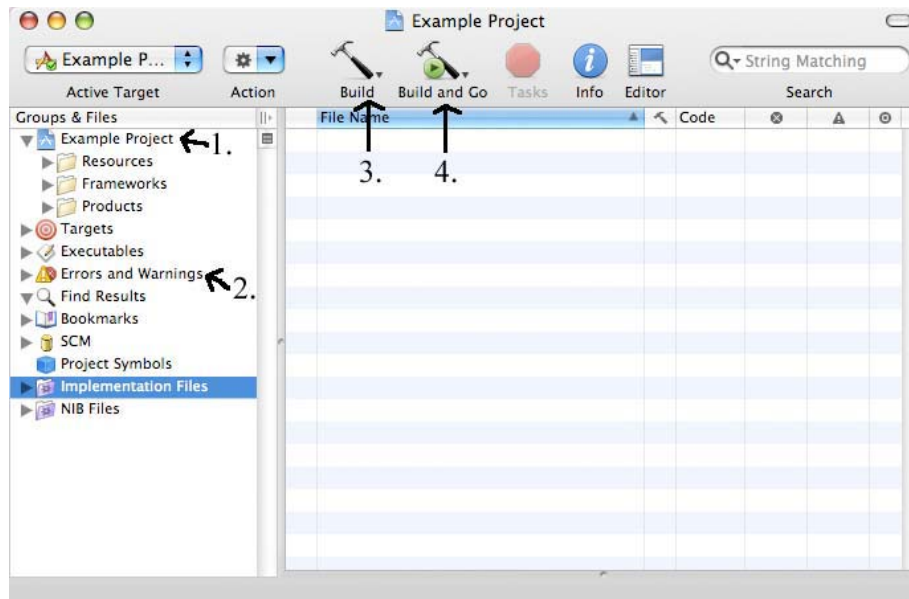 Example Project
Example P...
String Matching
Active Target Action Build Build and Go Tasks Info Editor Search
Groups & Files File Name Code
Example Project 1.
Resources
Frameworks
Products
3. 4.
Targets
Executables
Errors and Warnings 2.
Find Results
Bookmarks
SCM
Project Symbols
Implementation Files
NIB Files